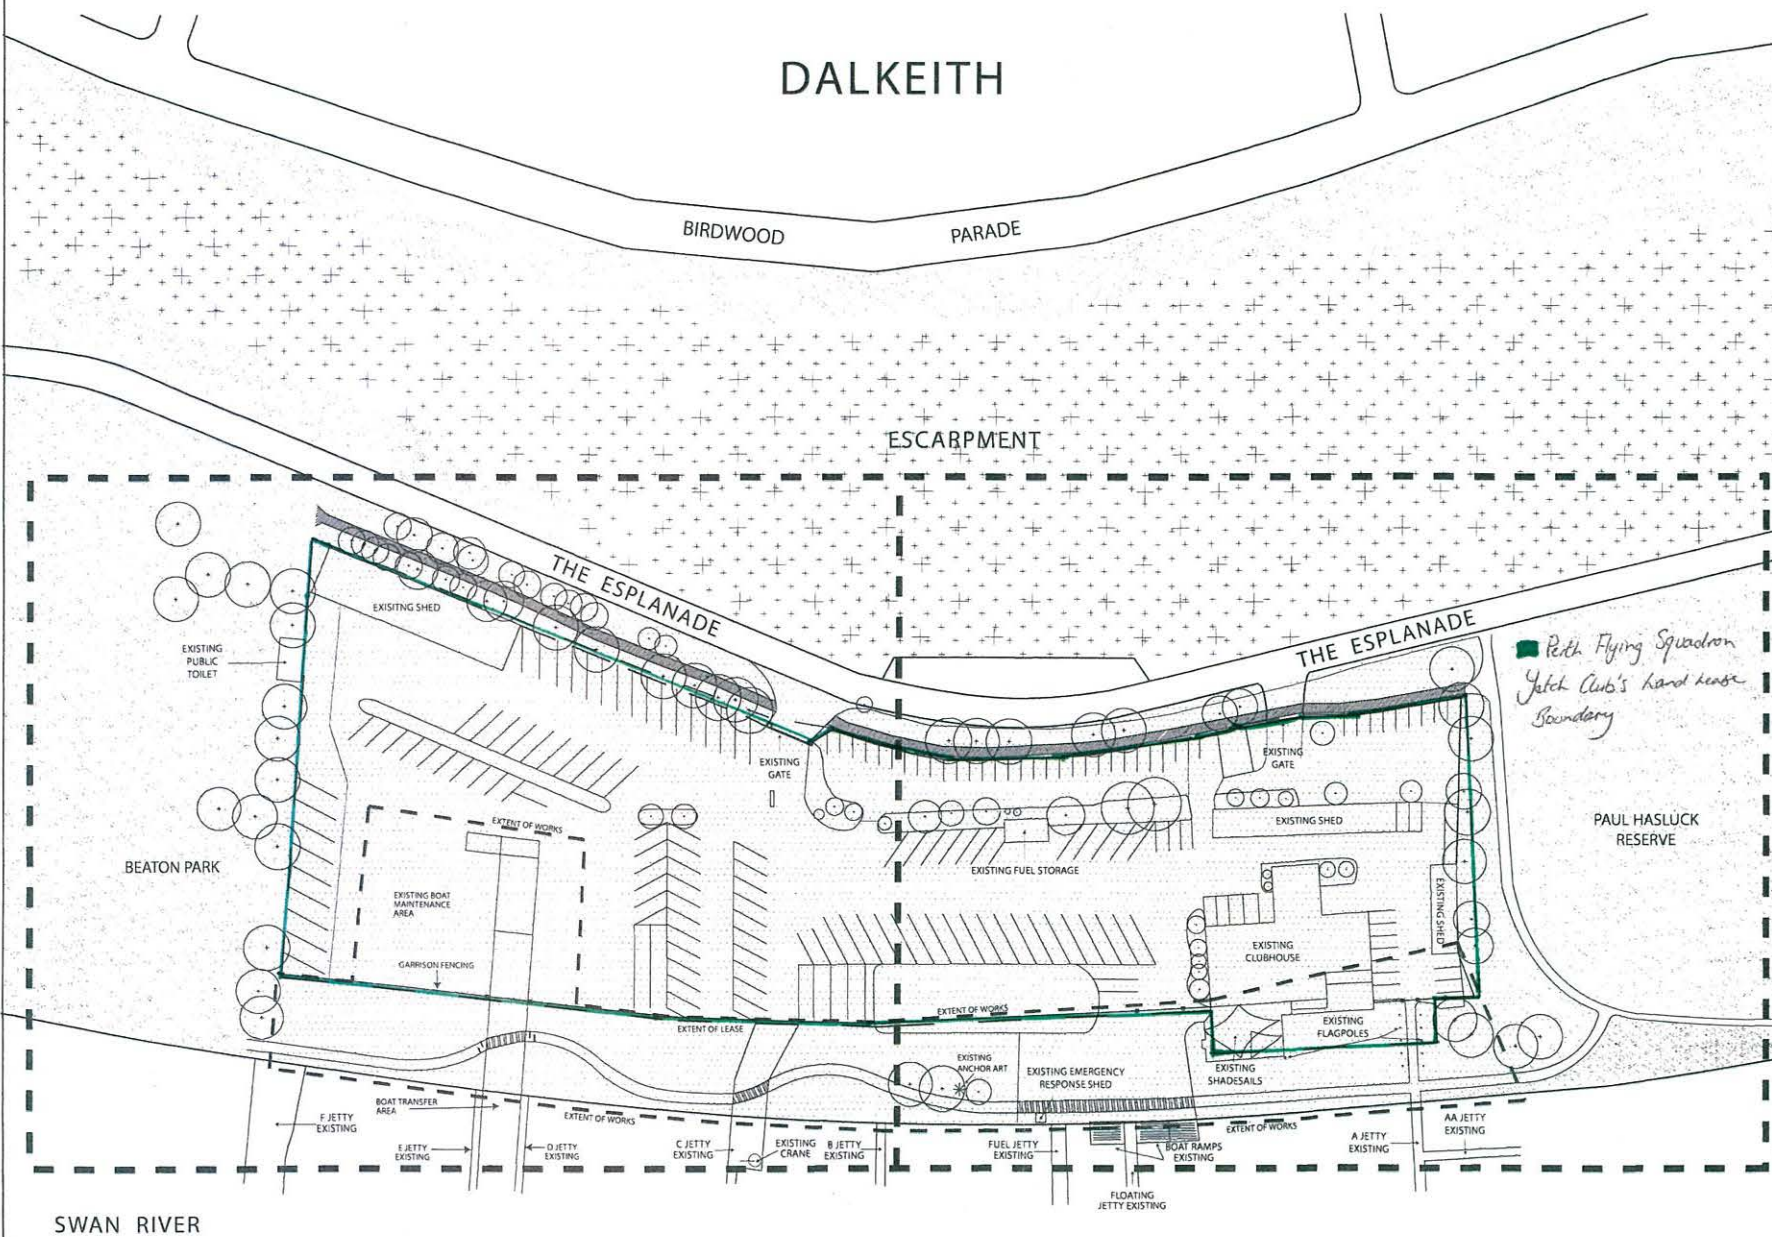 DALKEITH
BIRDWOOD
PARADE
ESCARPMENT
THE ESPLANADE
THE ESPLANADE
Perth Flying Squadron
Yatch Club's Land Lease
Boundary
EXISITNG SHED
EXISTING
PUBLIC
TOILET
EXISTING
GATE
EXISTING
GATE
EXISTING SHED
PAUL HASLUCK
RESERVE
BEATON PARK
EXTENT OF WORKS
EXISTING FUEL STORAGE
EXISTING BOAT
MAINTENANCE
AREA
EXISTING SHED
GARRISON FENCING
EXISTING
CLUBHOUSE
EXTENT OF WORKS
EXTENT OF LEASE
EXISTING
FLAGPOLES
EXISTING
ANCHOR ART
EXISTING EMERGENCY
RESPONSE SHED
EXISTING
SHADESAILS
BOAT TRANSFER
AREA
EXTENT OF WORKS
EXTENT OF WORKS
F JETTY
EXISTING
E JETTY
EXISTING
D JETTY
EXISTING
C JETTY
EXISTING
EXISTING
CRANE
B JETTY
EXISTING
FUEL JETTY
EXISTING
BOAT RAMPS
EXISTING
A JETTY
EXISTING
AA JETTY
EXISTING
FLOATING
JETTY EXISTING
SWAN RIVER